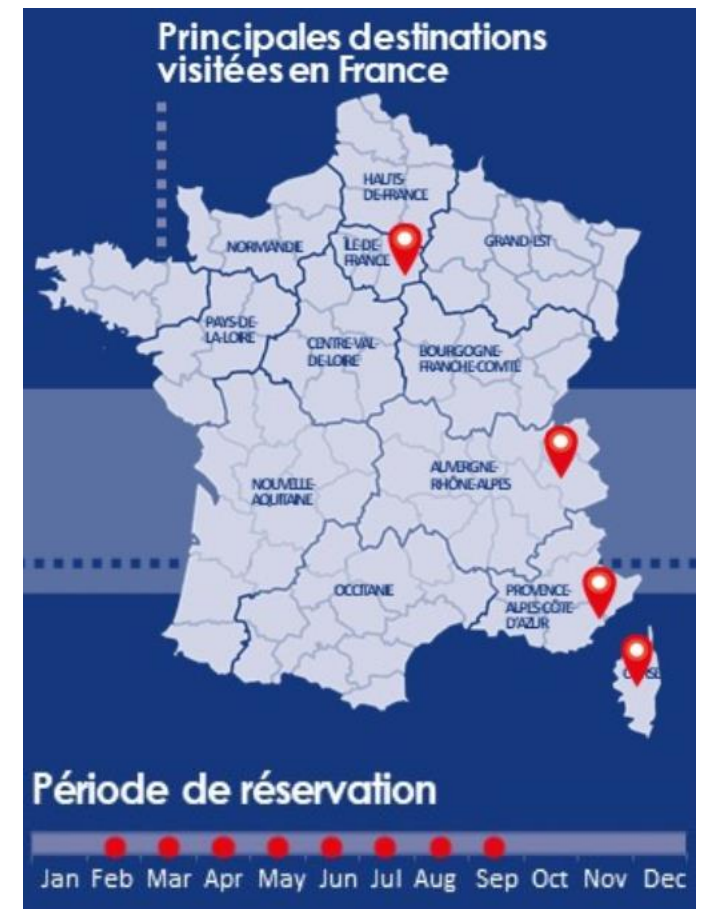 Principales destinations
visitées en France
HAUTS-
DE-FRANCE
NORMANDIE
ÎLE-DE-
FRANCE
GRAND-EST
PAYS-DE-
LA-LOIRE
CENTRE-VAL-
DE-LOIRE
BOURGOGNE-
FRANCHE-COMTÉ
NOUVELLE-
AQUITAINE
AUVERGNE-
RHÔNE-ALPES
OCCITANIE
PROVENCE-
ALPES-CÔTE
D'AZUR
Période de réservation
Jan Feb Mar Apr May Jun Jul Aug Sep Oct Nov Dec